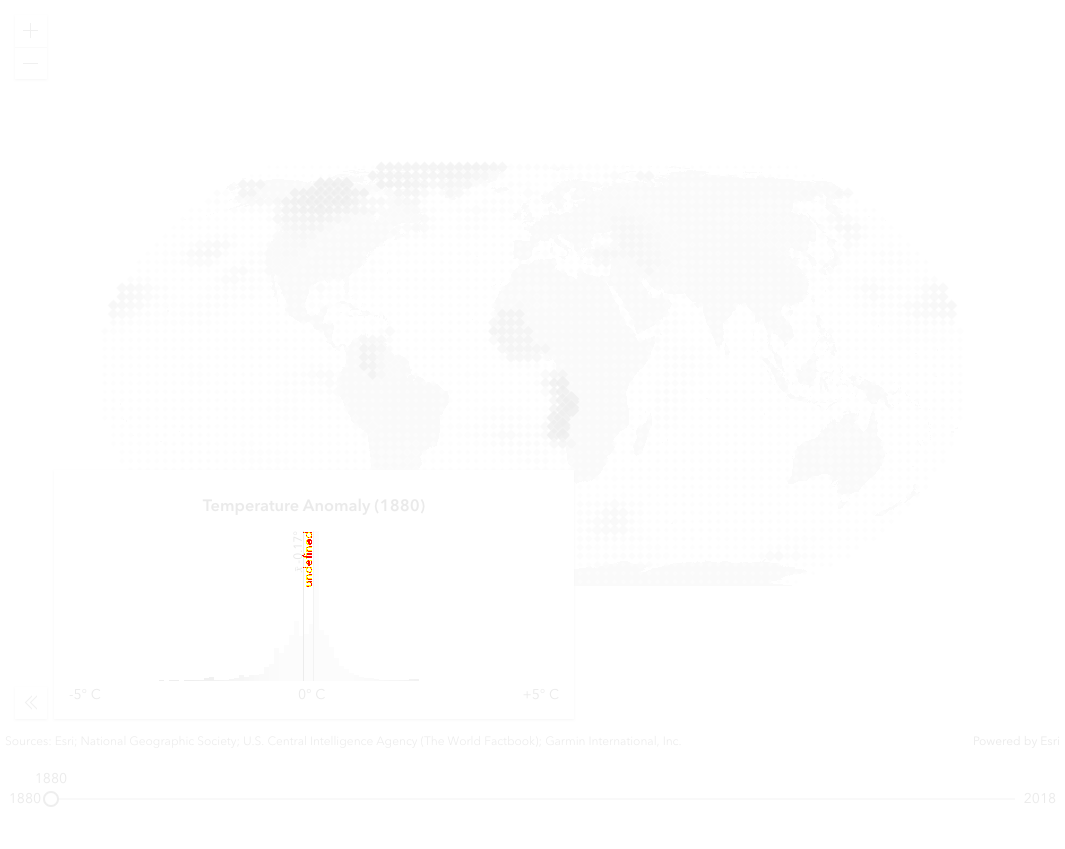 +
−
Temperature Anomaly (1880)
undefined
-5° C
0° C
+5° C
Sources: Esri, National Geographic Society; U.S. Central Intelligence Agency (The World Factbook); Garmin International, Inc
Powered by Esri
1880
1880
2018